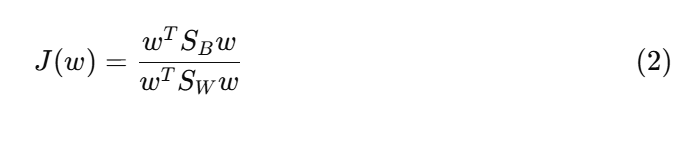 J(w) = \frac{w^T S_B w}{w^T S_W w} (2)